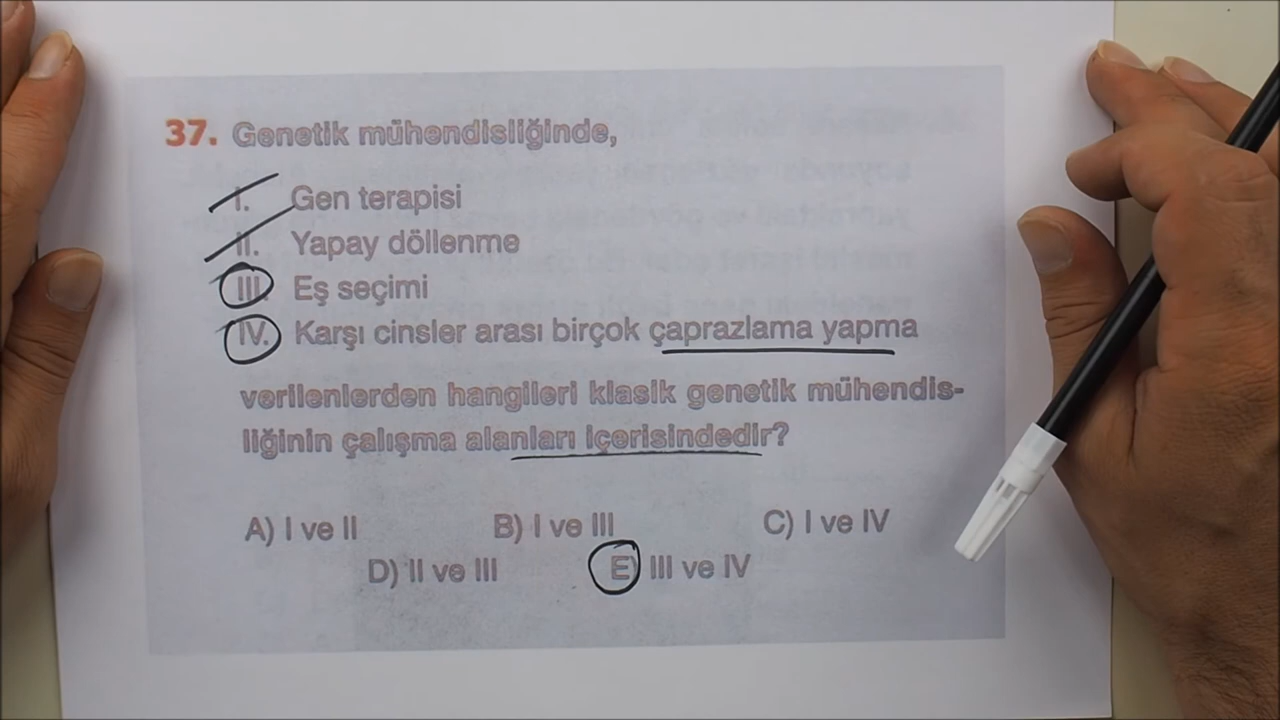 37. Genetik mühendisliğinde,
I. Gen terapisi
II. Yapay döllenme
III. Eş seçimi
IV. Karşı cinsler arası birçok çaprazlama yapma
verilenlerden hangileri klasik genetik mühendis-
liğinin çalışma alanları içerisindedir?
A) I ve II B) I ve III C) I ve IV
D) II ve III E) III ve IV